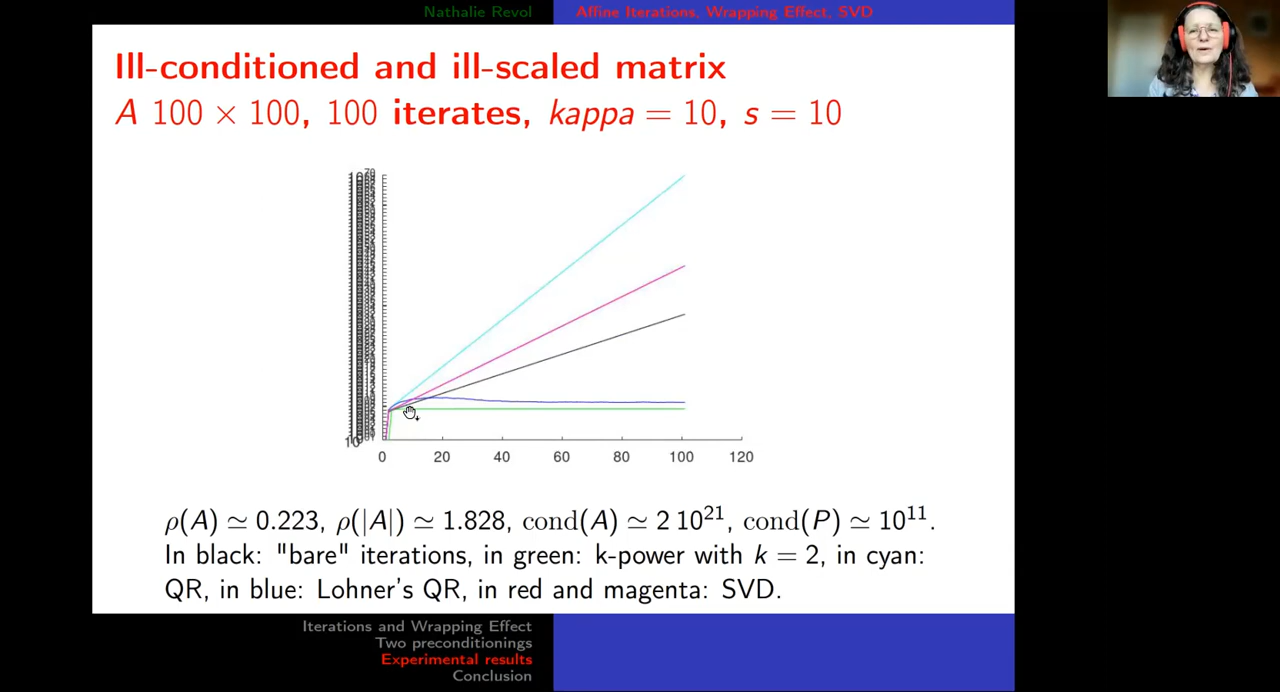 Nathalie Revol
Affine Iterations, Wrapping Effect, SVD
Ill-conditioned and ill-scaled matrix
A 100 × 100, 100 iterates, kappa = 10, s = 10
0 20 40 60 80 100 120
ρ(A) ≃ 0.223, ρ(|A|) ≃ 1.828, cond(A) ≃ 2 10²¹, cond(P) ≃ 10¹¹.
In black: "bare" iterations, in green: k-power with k = 2, in cyan:
QR, in blue: Lohner's QR, in red and magenta: SVD.
Iterations and Wrapping Effect
Two preconditionings
Experimental results
Conclusion